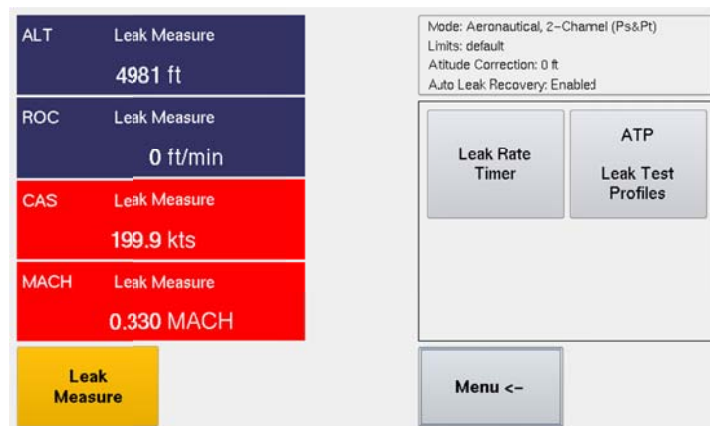 ALT Leak Measure
4981 ft
ROC Leak Measure
0 ft/min
CAS Leak Measure
199.9 kts
MACH Leak Measure
0.330 MACH
Leak
Measure
Mode: Aeronautical, 2-Channel (Ps&Pt)
Limits: default
Atitude Correction: 0 ft
Auto Leak Recovery: Enabled
Leak Rate
Timer
ATP
Leak Test
Profiles
Menu <-